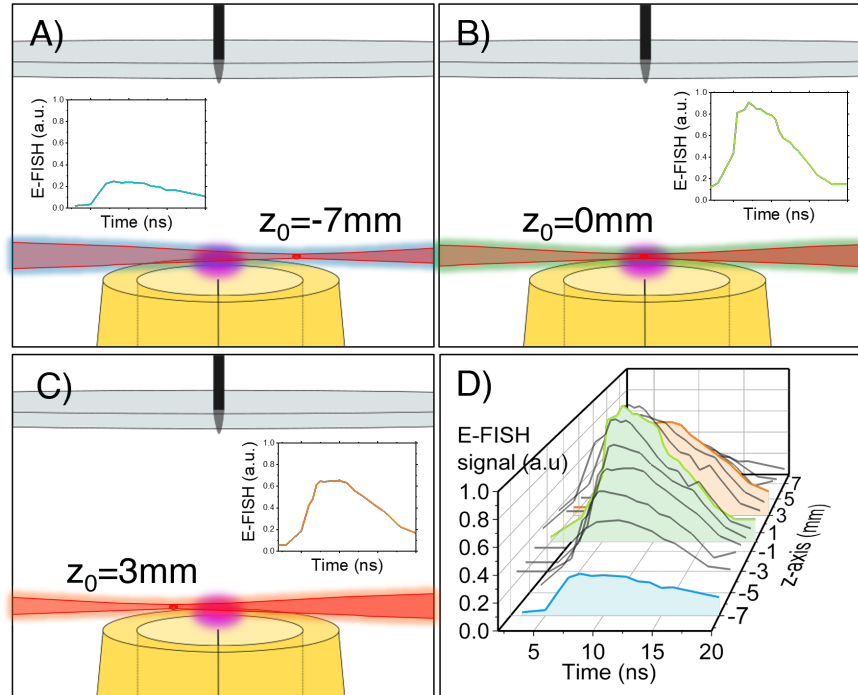 A)
1.0
0.8
0.6
0.4
0.2
0.0
E-FISH (a.u.)
Time (ns)
z₀=-7mm
B)
1.0
0.8
0.6
0.4
0.2
0.0
E-FISH (a.u.)
Time (ns)
z₀=0mm
C)
1.0
0.8
0.6
0.4
0.2
0.0
E-FISH (a.u.)
Time (ns)
z₀=3mm
D)
E-FISH
signal (a.u)
1.0
0.8
0.6
0.4
0.2
0.0
5 10 15 20
Time (ns)
7
5
3
1
-1
-3
-5
-7
z-axis (mm)